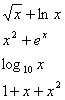 √x + ln x
x² + eˣ
log₁₀ x
1 + x + x²